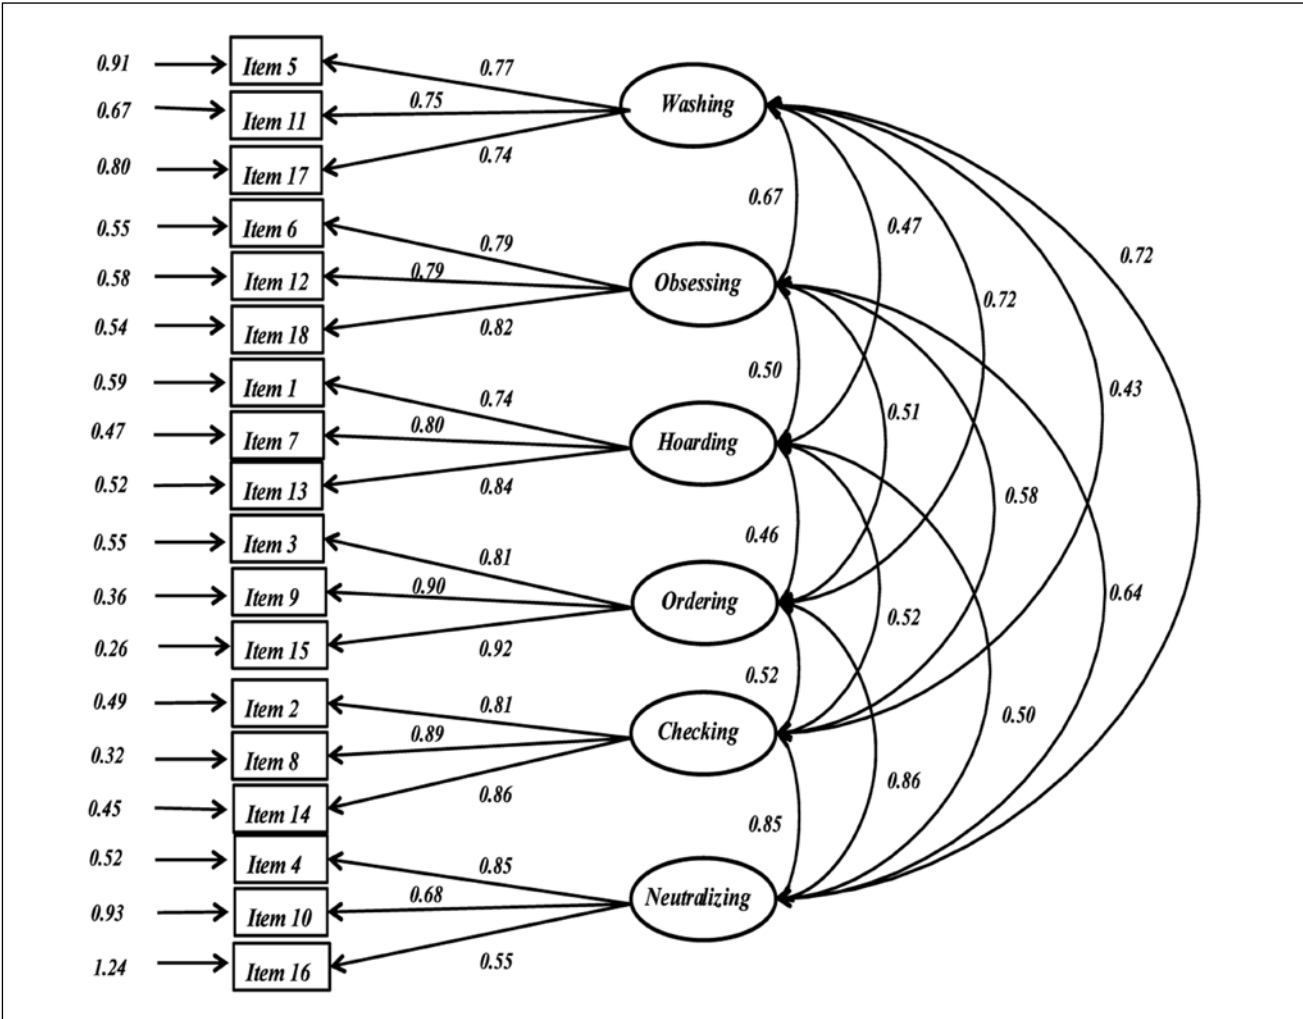 0.91 Item 5 0.77 Washing
0.67 Item 11 0.75
0.80 Item 17 0.74
0.67
0.47
0.72
0.55 Item 6 0.79 Obsessing
0.58 Item 12 0.79
0.54 Item 18 0.82
0.72
0.50
0.51
0.43
0.59 Item 1 0.74 Hoarding
0.47 Item 7 0.80
0.52 Item 13 0.84
0.58
0.46
0.55 Item 3 0.81 Ordering
0.36 Item 9 0.90
0.26 Item 15 0.92
0.64
0.52
0.52
0.49 Item 2 0.81 Checking
0.32 Item 8 0.89
0.45 Item 14 0.86
0.50
0.86
0.85
0.52 Item 4 0.85 Neutralizing
0.93 Item 10 0.68
1.24 Item 16 0.55